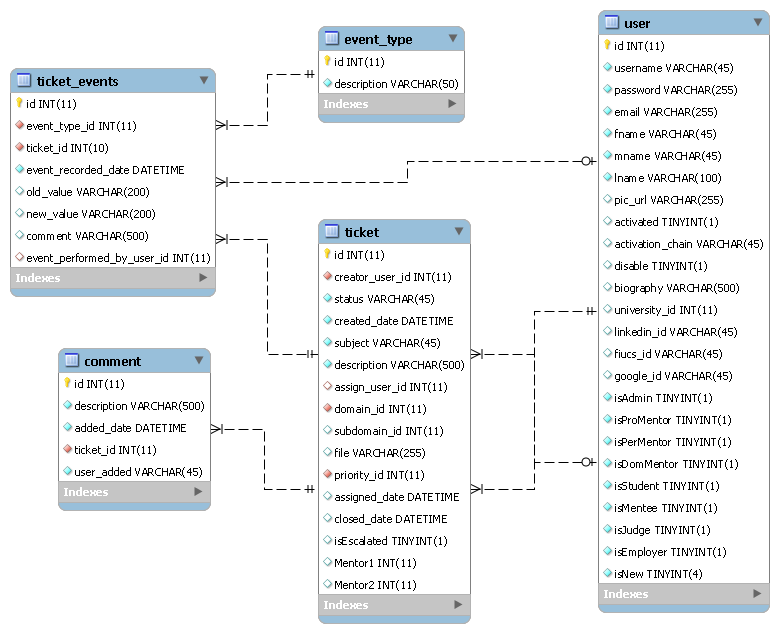 ticket_events
id INT(11)
event_type_id INT(11)
ticket_id INT(10)
event_recorded_date DATETIME
old_value VARCHAR(200)
new_value VARCHAR(200)
comment VARCHAR(500)
event_performed_by_user_id INT(11)
Indexes
event_type
id INT(11)
description VARCHAR(50)
Indexes
user
id INT(11)
username VARCHAR(45)
password VARCHAR(255)
email VARCHAR(255)
fname VARCHAR(45)
mname VARCHAR(45)
lname VARCHAR(100)
pic_url VARCHAR(255)
activated TINYINT(1)
activation_chain VARCHAR(45)
disable TINYINT(1)
biography VARCHAR(500)
university_id INT(11)
linkedin_id VARCHAR(45)
fiucs_id VARCHAR(45)
google_id VARCHAR(45)
isAdmin TINYINT(1)
isProMentor TINYINT(1)
isPerMentor TINYINT(1)
isDomMentor TINYINT(1)
isStudent TINYINT(1)
isMentee TINYINT(1)
isJudge TINYINT(1)
isEmployer TINYINT(1)
isNew TINYINT(4)
Indexes
comment
id INT(11)
description VARCHAR(500)
added_date DATETIME
ticket_id INT(11)
user_added VARCHAR(45)
Indexes
ticket
id INT(11)
creator_user_id INT(11)
status VARCHAR(45)
created_date DATETIME
subject VARCHAR(45)
description VARCHAR(500)
assign_user_id INT(11)
domain_id INT(11)
subdomain_id INT(11)
file VARCHAR(255)
priority_id INT(11)
assigned_date DATETIME
closed_date DATETIME
isEscalated TINYINT(1)
Mentor1 INT(11)
Mentor2 INT(11)
Indexes